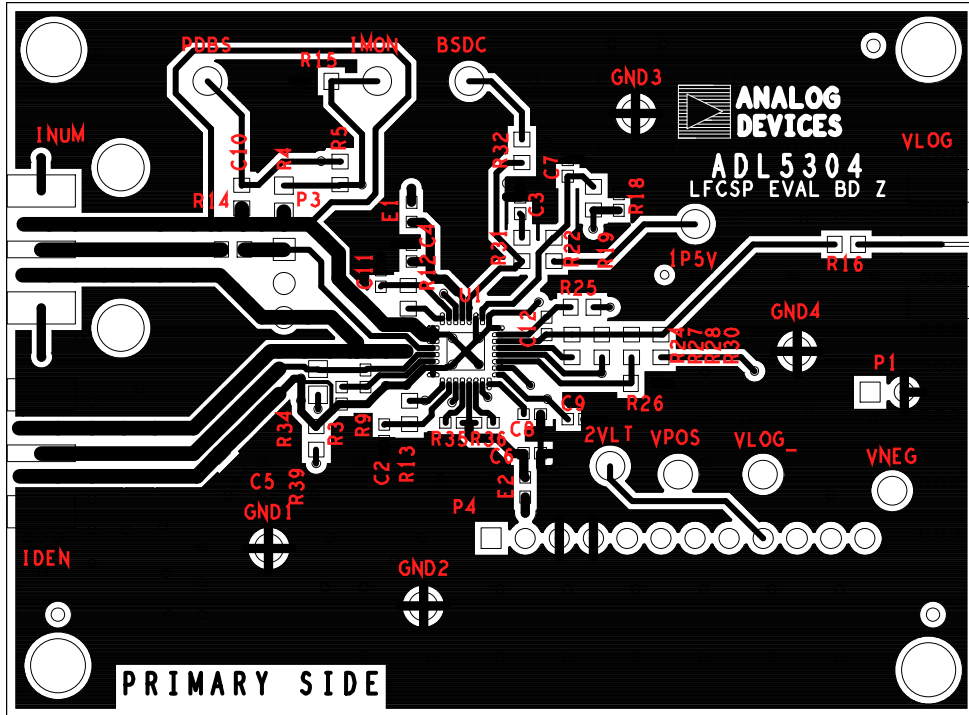 PDBS
IMON
BSDC
R15
GND3
ANALOG
DEVICES
INUM
VLOG
C10
R4
R5
R32
C7
ADL5304
LFCSP EVAL BD Z
R14
P3
E1
C4
C3
R18
R31
R22
R19
1P5V
R16
C11
R12
U1
R25
C12
GND4
R24
R27
R28
R30
P1
R26
R34
R3
R9
C9
C8
R35
R36
2VLT
VPOS
VLOG_
VNEG
C2
R13
C6
C5
R39
E2
GND1
P4
IDEN
GND2
PRIMARY SIDE